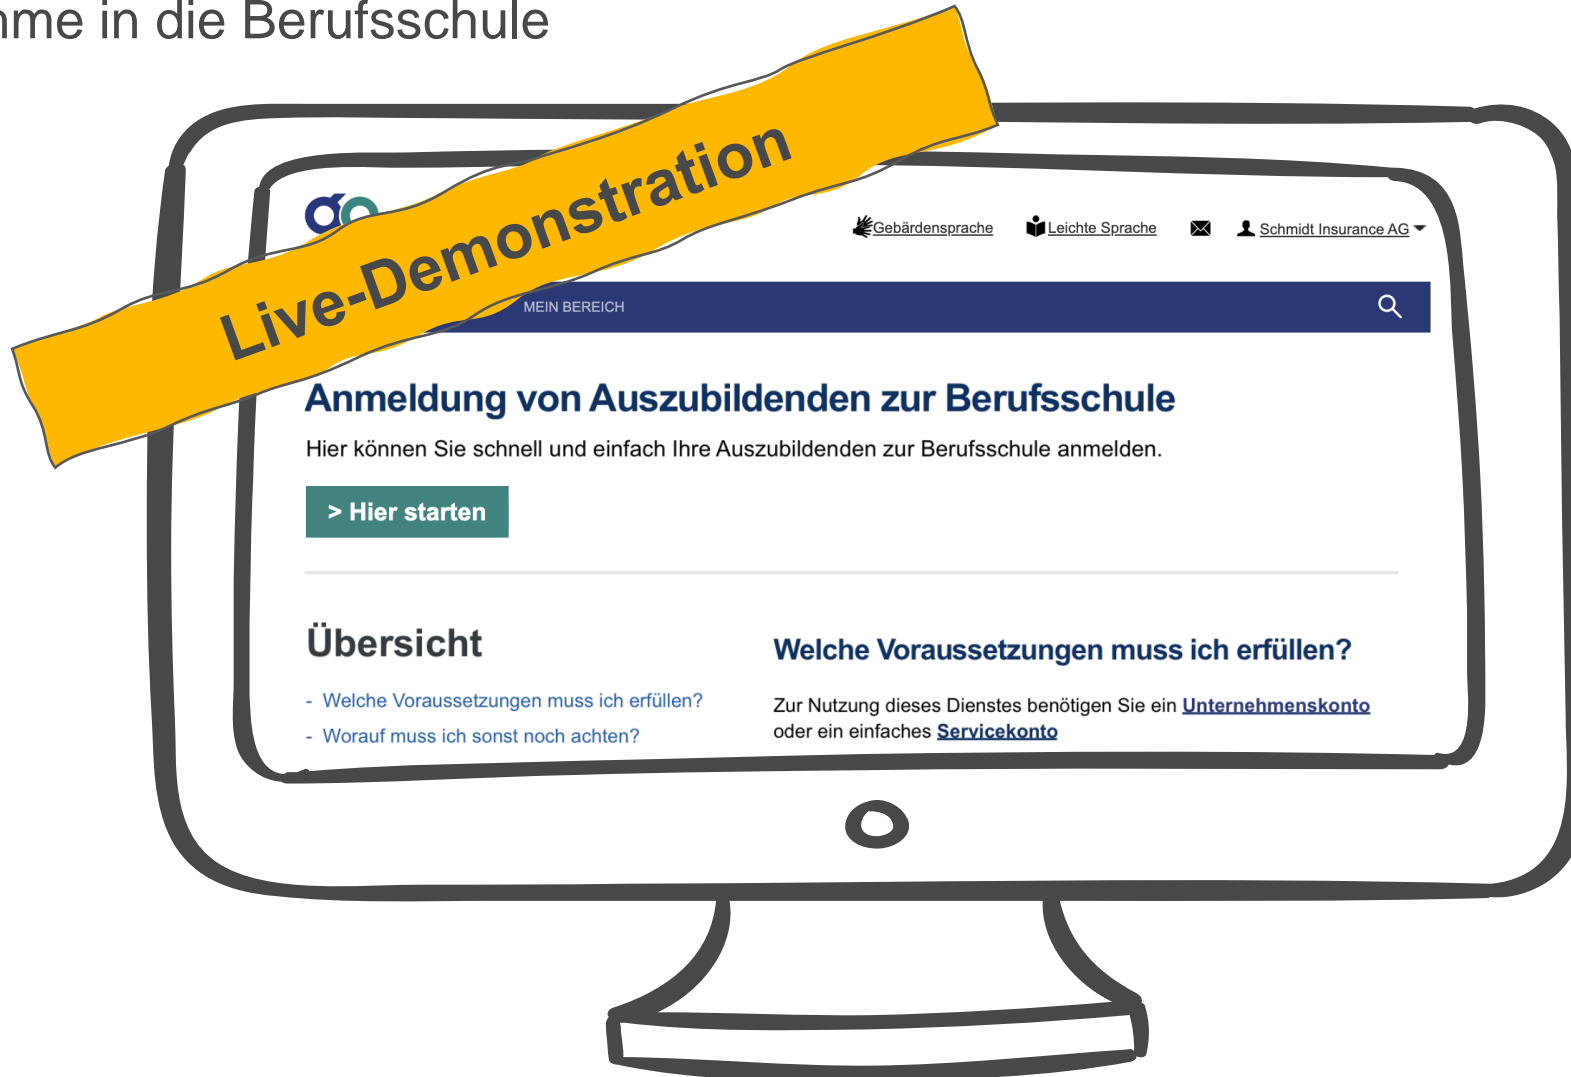 in die Berufsschule
Live-Demonstration
Gebärdensprache
Leichte Sprache
Schmidt Insurance AG
MEIN BEREICH
Anmeldung von Auszubildenden zur Berufsschule
Hier können Sie schnell und einfach Ihre Auszubildenden zur Berufsschule anmelden.
> Hier starten
Übersicht
- Welche Voraussetzungen muss ich erfüllen?
- Worauf muss ich sonst noch achten?
Welche Voraussetzungen muss ich erfüllen?
Zur Nutzung dieses Dienstes benötigen Sie ein Unternehmenskonto
oder ein einfaches Servicekonto